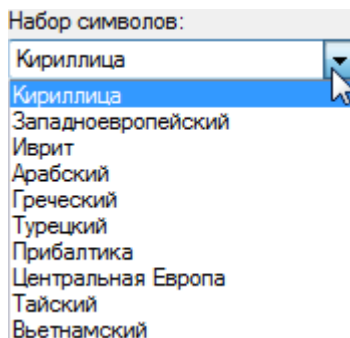 Набор символов:
Кириллица
Кириллица
Западноевропейский
Иврит
Арабский
Греческий
Турецкий
Прибалтика
Центральная Европа
Тайский
Вьетнамский